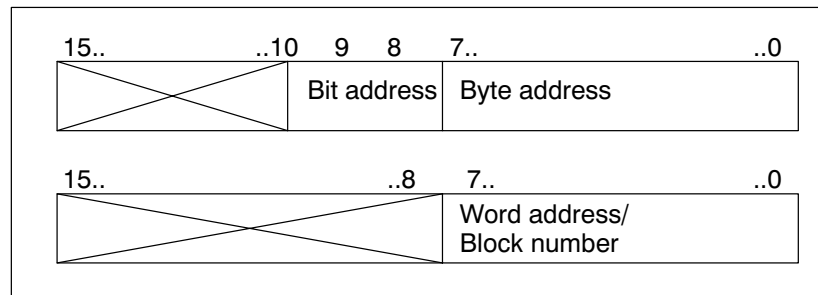 15.. ..10 9 8 7.. ..0
Bit address Byte address
15.. ..8 7.. ..0
Word address/
Block number